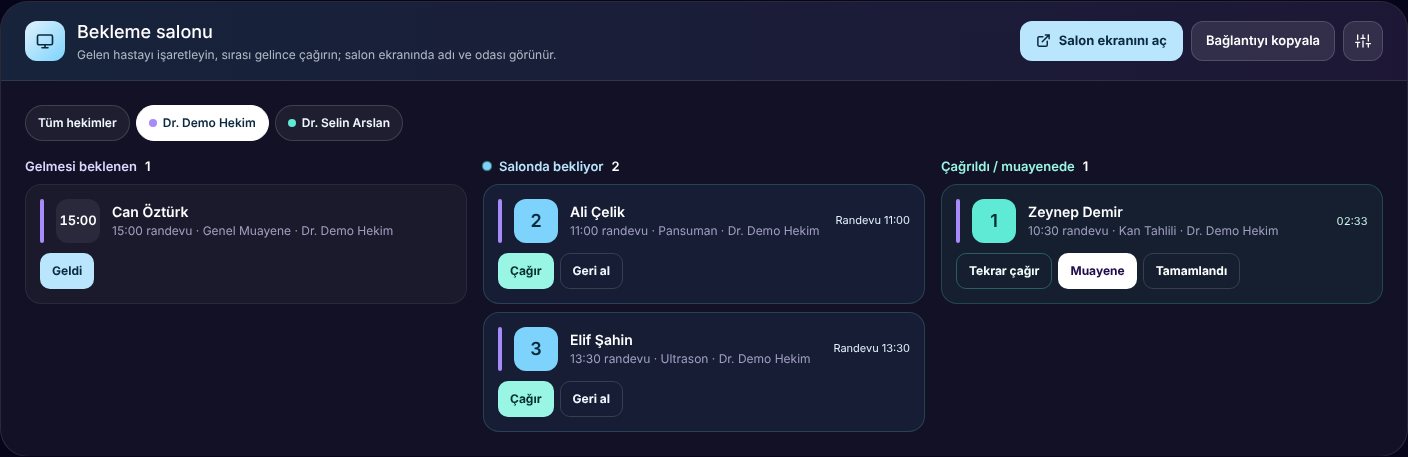 Bekleme salonu
Gelen hastayı işaretleyin, sırası gelince çağırın; salon ekranında adı ve odası görünür.
Salon ekranını aç
Bağlantıyı kopyala
Tüm hekimler
Dr. Demo Hekim
Dr. Selin Arslan
Gelmesi beklenen 1
15:00
Can Öztürk
15:00 randevu · Genel Muayene · Dr. Demo Hekim
Geldi
Salonda bekliyor 2
2
Ali Çelik
11:00 randevu · Pansuman · Dr. Demo Hekim
Randevu 11:00
Çağır
Geri al
3
Elif Şahin
13:30 randevu · Ultrason · Dr. Demo Hekim
Randevu 13:30
Çağır
Geri al
Çağrıldı / muayenede 1
1
Zeynep Demir
10:30 randevu · Kan Tahlili · Dr. Demo Hekim
02:33
Tekrar çağır
Muayene
Tamamlandı